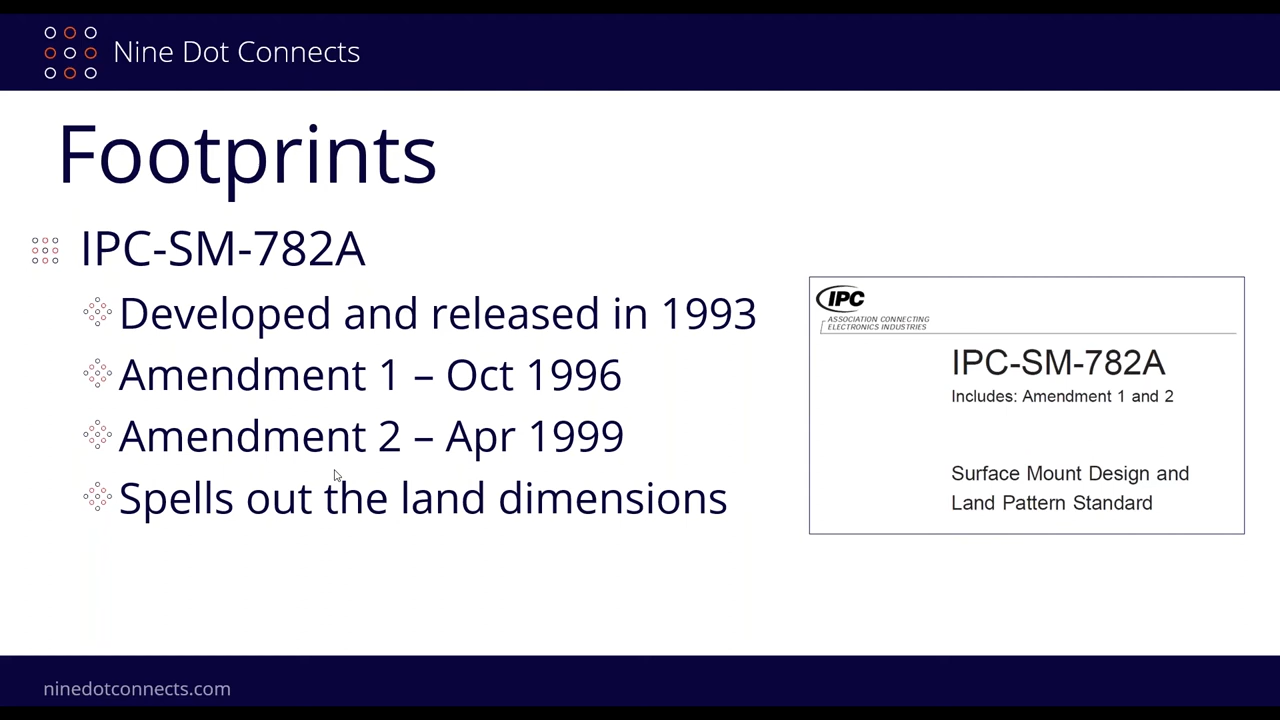 Nine Dot Connects
Footprints
IPC-SM-782A
Developed and released in 1993
Amendment 1 – Oct 1996
Amendment 2 – Apr 1999
Spells out the land dimensions
IPC
ASSOCIATION CONNECTING
ELECTRONICS INDUSTRIES
IPC-SM-782A
Includes: Amendment 1 and 2
Surface Mount Design and
Land Pattern Standard
ninedotconnects.com